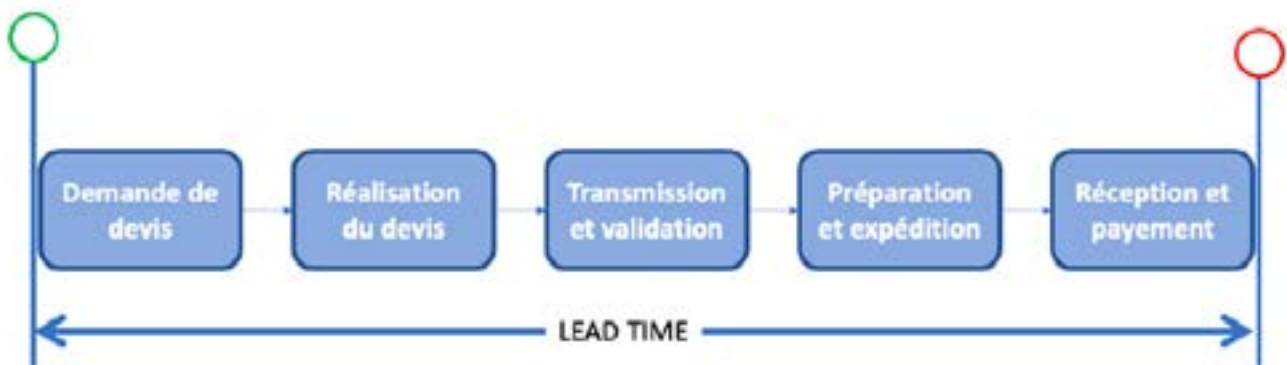 Demande de
devis
Réalisation
du devis
Transmission
et validation
Préparation
et expédition
Réception et
payement
LEAD TIME